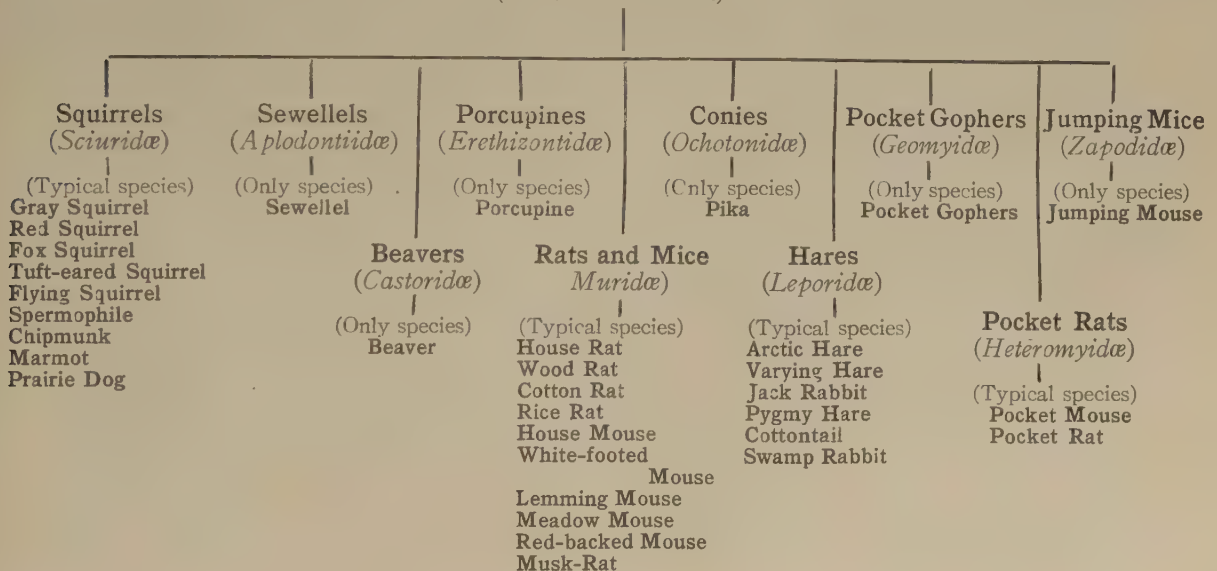 Squirrels
(Sciuridæ)
(Typical species)
Gray Squirrel
Red Squirrel
Fox Squirrel
Tuft-eared Squirrel
Flying Squirrel
Spermophile
Chipmunk
Marmot
Prairie Dog
Sewellels
(Aplodontiidæ)
(Only species)
Sewellel
Beavers
(Castoridæ)
(Only species)
Beaver
Porcupines
(Erethizontidæ)
(Only species)
Porcupine
Rats and Mice
Muridæ)
(Typical species)
House Rat
Wood Rat
Cotton Rat
Rice Rat
House Mouse
White-footed
Mouse
Lemming Mouse
Meadow Mouse
Red-backed Mouse
Musk-Rat
Conies
(Ochotonidæ)
(Only species)
Pika
Hares
(Leporidæ)
(Typical species)
Arctic Hare
Varying Hare
Jack Rabbit
Pygmy Hare
Cottontail
Swamp Rabbit
Pocket Gophers
(Geomyidæ)
(Only species)
Pocket Gophers
Pocket Rats
(Heteromyidæ)
(Typical species)
Pocket Mouse
Pocket Rat
Jumping Mice
(Zapodidæ)
(Only species)
Jumping Mouse